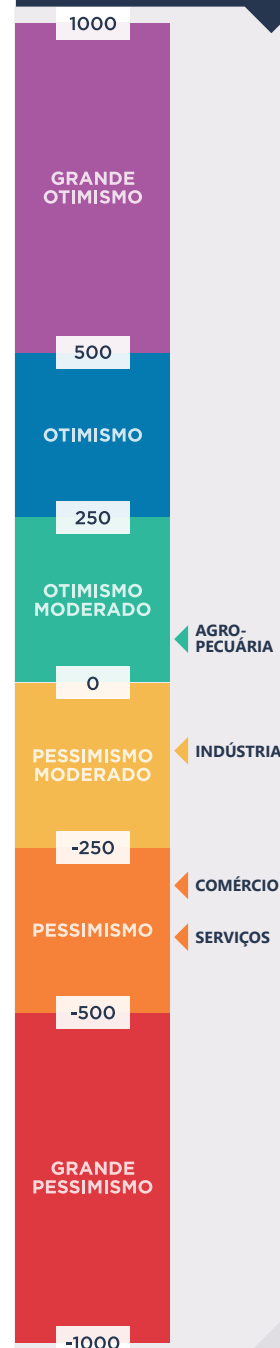 1000
GRANDE
OTIMISMO
500
OTIMISMO
250
OTIMISMO
MODERADO
AGRO-
PECUÁRIA
0
PESSIMISMO
MODERADO
INDÚSTRIA
-250
COMÉRCIO
PESSIMISMO
SERVIÇOS
-500
GRANDE
PESSIMISMO
-1000